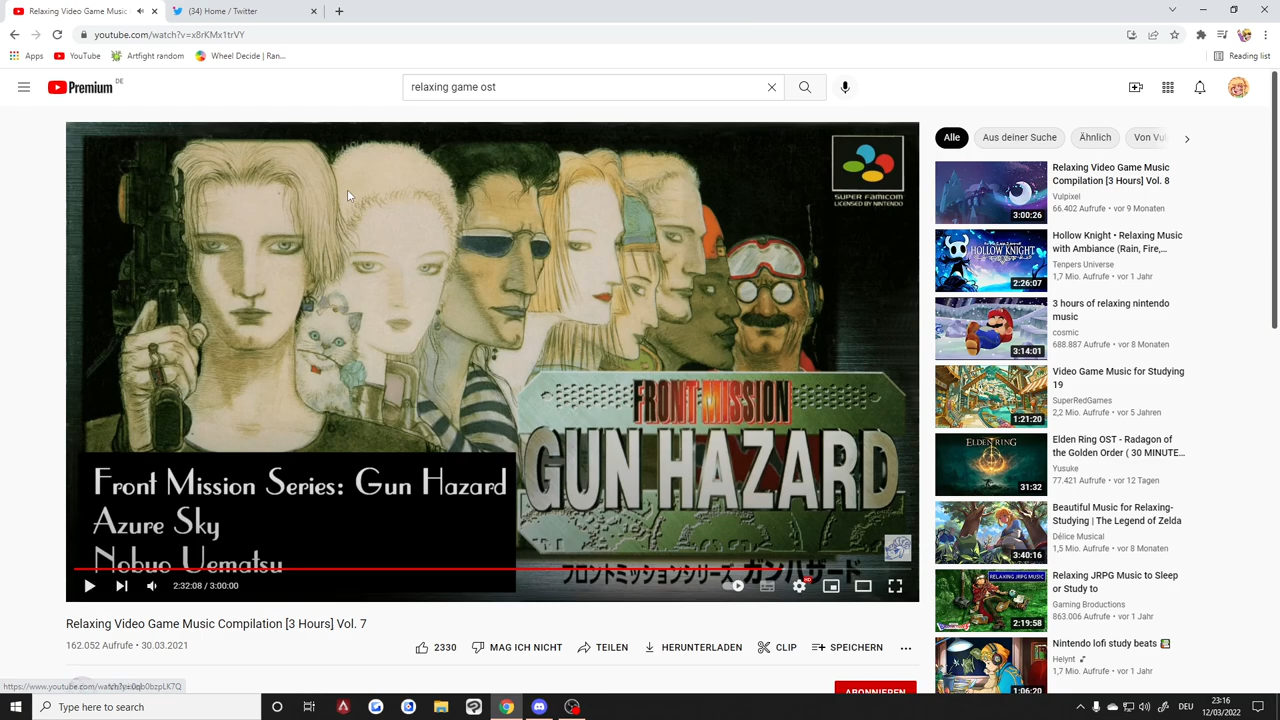 Relaxing Video Game Music
(34) Home / Twitter
youtube.com/watch?v=x8rKMx1trVY
Apps
YouTube
Artfight random
Wheel Decide | Ran...
Reading list
Premium DE
relaxing game ost
SUPER FAMICOM
LICENSED BY NINTENDO
FRONT MISSION
GUN HAZARD
フロントミッションシリーズ ガンハザード
Front Mission Series: Gun Hazard
Azure Sky
Nobuo Uematsu
2:32:08 / 3:00:00
HD
Relaxing Video Game Music Compilation [3 Hours] Vol. 7
162.052 Aufrufe • 30.03.2021
2330
MAG ICH NICHT
TEILEN
HERUNTERLADEN
CLIP
SPEICHERN
ABONNIEREN
Alle
Aus deiner Suche
Ähnlich
Von Vul
Relaxing Video Game Music
Compilation [3 Hours] Vol. 8
Vulpixel
66.402 Aufrufe • vor 9 Monaten
3:00:26
Hollow Knight • Relaxing Music
with Ambiance (Rain, Fire,...
Tenpers Universe
1,7 Mio. Aufrufe • vor 1 Jahr
HOLLOW KNIGHT
2:26:07
3 hours of relaxing nintendo
music
cosmic
688.887 Aufrufe • vor 8 Monaten
3:14:01
Video Game Music for Studying
19
SuperRedGames
2,2 Mio. Aufrufe • vor 5 Jahren
1:21:20
Elden Ring OST - Radagon of
the Golden Order ( 30 MINUTE...
Yusuke
77.421 Aufrufe • vor 12 Tagen
ELDEN RING
31:32
Beautiful Music for Relaxing-
Studying | The Legend of Zelda
Délice Musical
1,5 Mio. Aufrufe • vor 8 Monaten
3:40:16
Relaxing JRPG Music to Sleep
or Study to
Gaming Broductions
863.006 Aufrufe • vor 1 Jahr
RELAXING JRPG MUSIC
2:19:58
Nintendo lofi study beats
Helynt
1,7 Mio. Aufrufe • vor 1 Jahr
1:06:20
Type here to search
DEU
23:16
12/03/2022